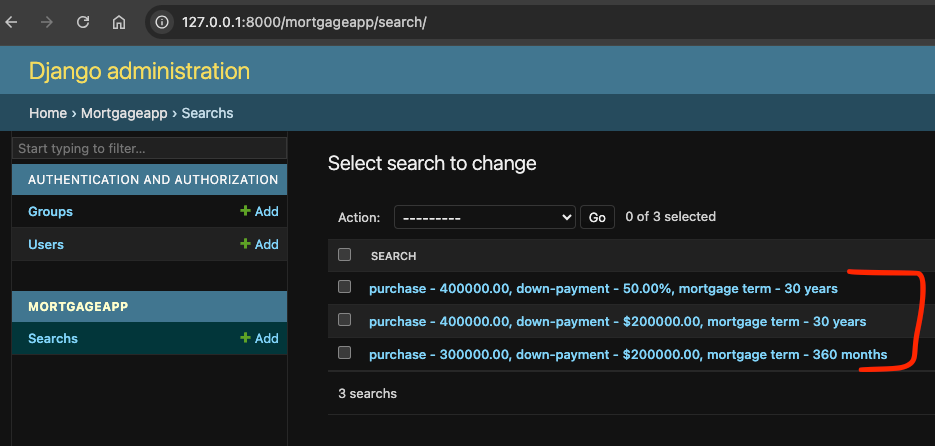 127.0.0.1:8000/mortgageapp/search/
Django administration
Home › Mortgageapp › Searchs
Start typing to filter...
AUTHENTICATION AND AUTHORIZATION
Groups + Add
Users + Add
MORTGAGEAPP
Searchs + Add
Select search to change
Action: --------- Go 0 of 3 selected
SEARCH
purchase - 400000.00, down-payment - 50.00%, mortgage term - 30 years
purchase - 400000.00, down-payment - $200000.00, mortgage term - 30 years
purchase - 300000.00, down-payment - $200000.00, mortgage term - 360 months
3 searchs